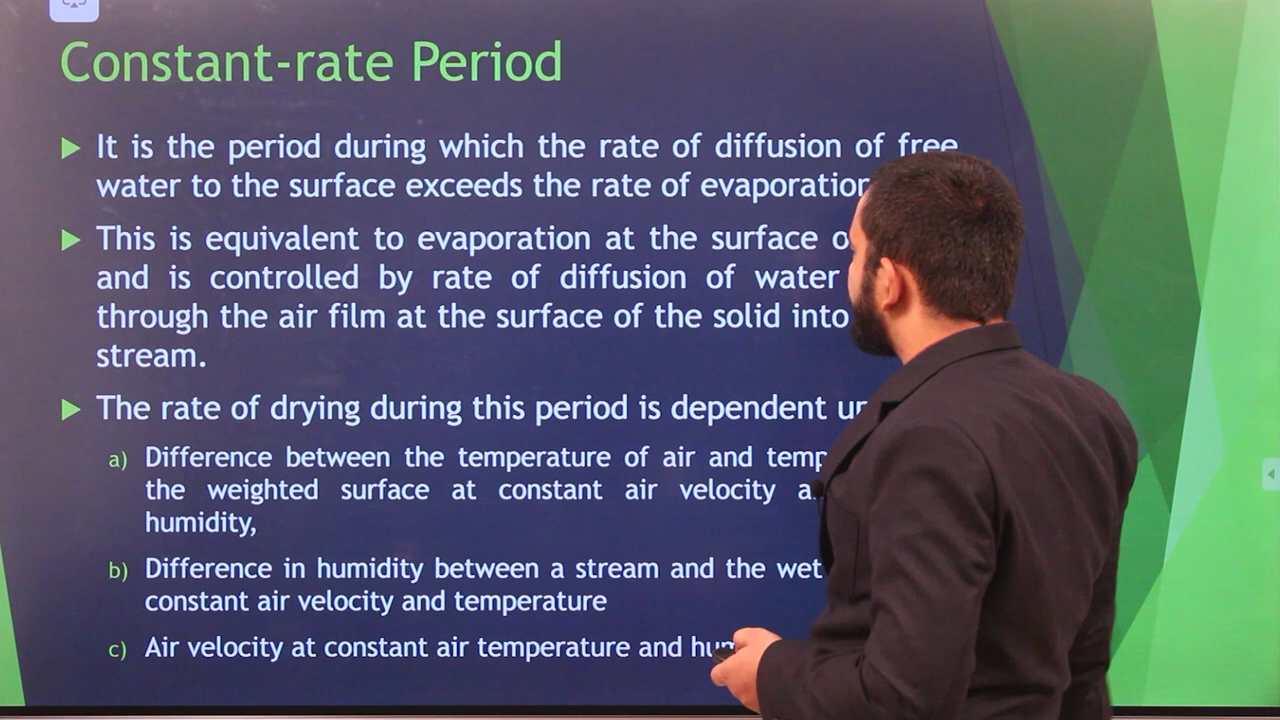 Constant-rate Period
It is the period during which the rate of diffusion of free
water to the surface exceeds the rate of evaporation
This is equivalent to evaporation at the surface
and is controlled by rate of diffusion of water
through the air film at the surface of the solid into
stream.
The rate of drying during this period is dependent
a) Difference between the temperature of air and
the weighted surface at constant air velocity
humidity,
b) Difference in humidity between a stream and the wet
constant air velocity and temperature
c) Air velocity at constant air temperature and